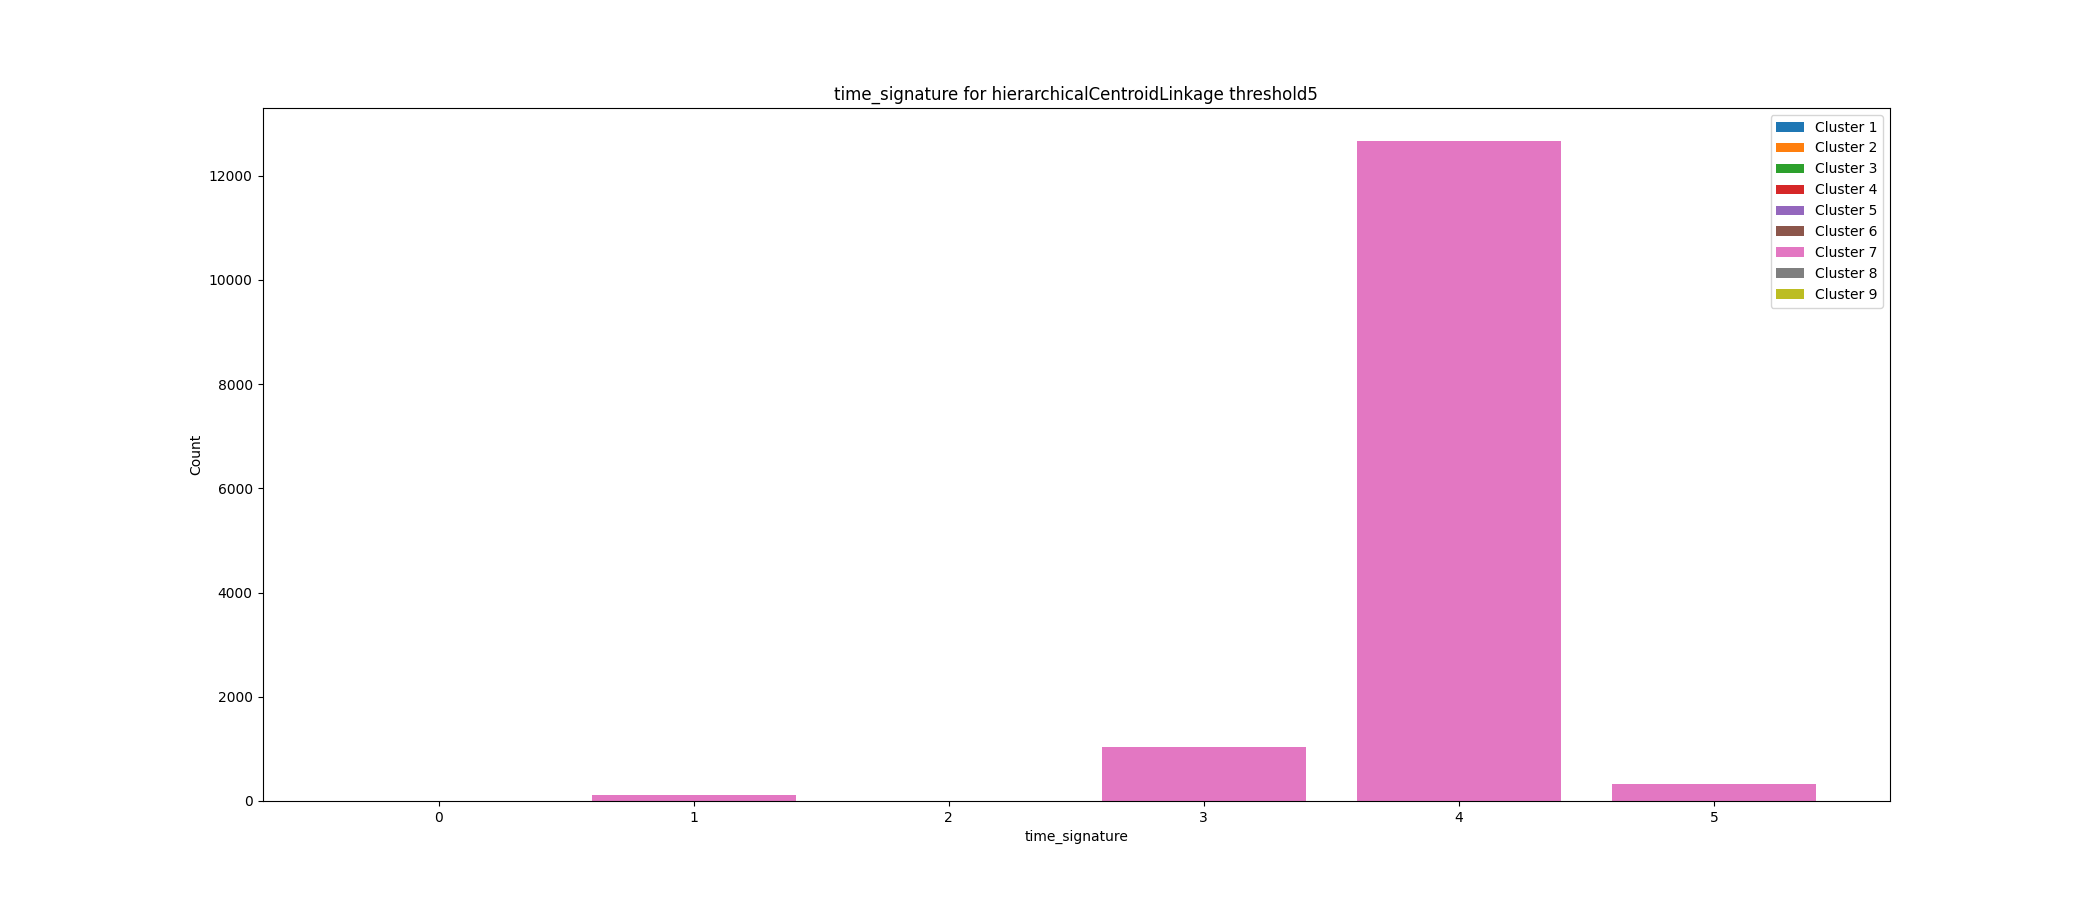 time_signature for hierarchicalCentroidLinkage threshold5
Cluster 1
Cluster 2
Cluster 3
Cluster 4
Cluster 5
Cluster 6
Cluster 7
Cluster 8
Cluster 9
12000
10000
8000
6000
4000
2000
0
Count
0 1 2 3 4 5
time_signature